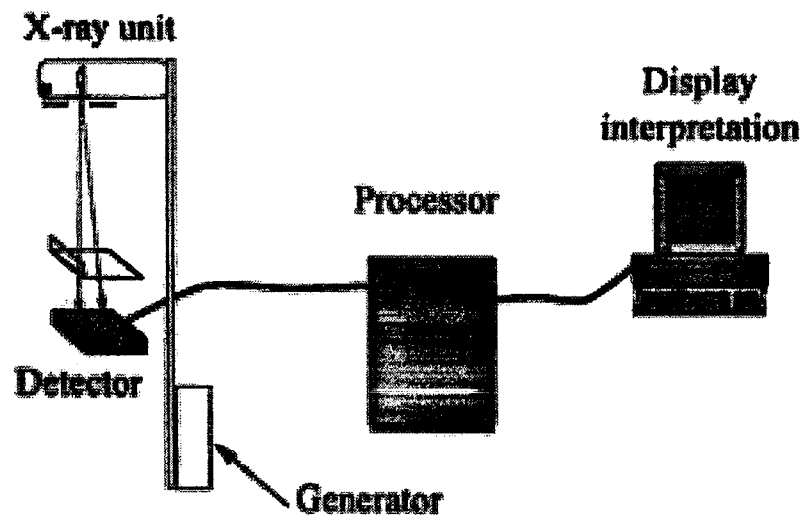 X-ray unit
Display
interpretation
Processor
Detector
Generator